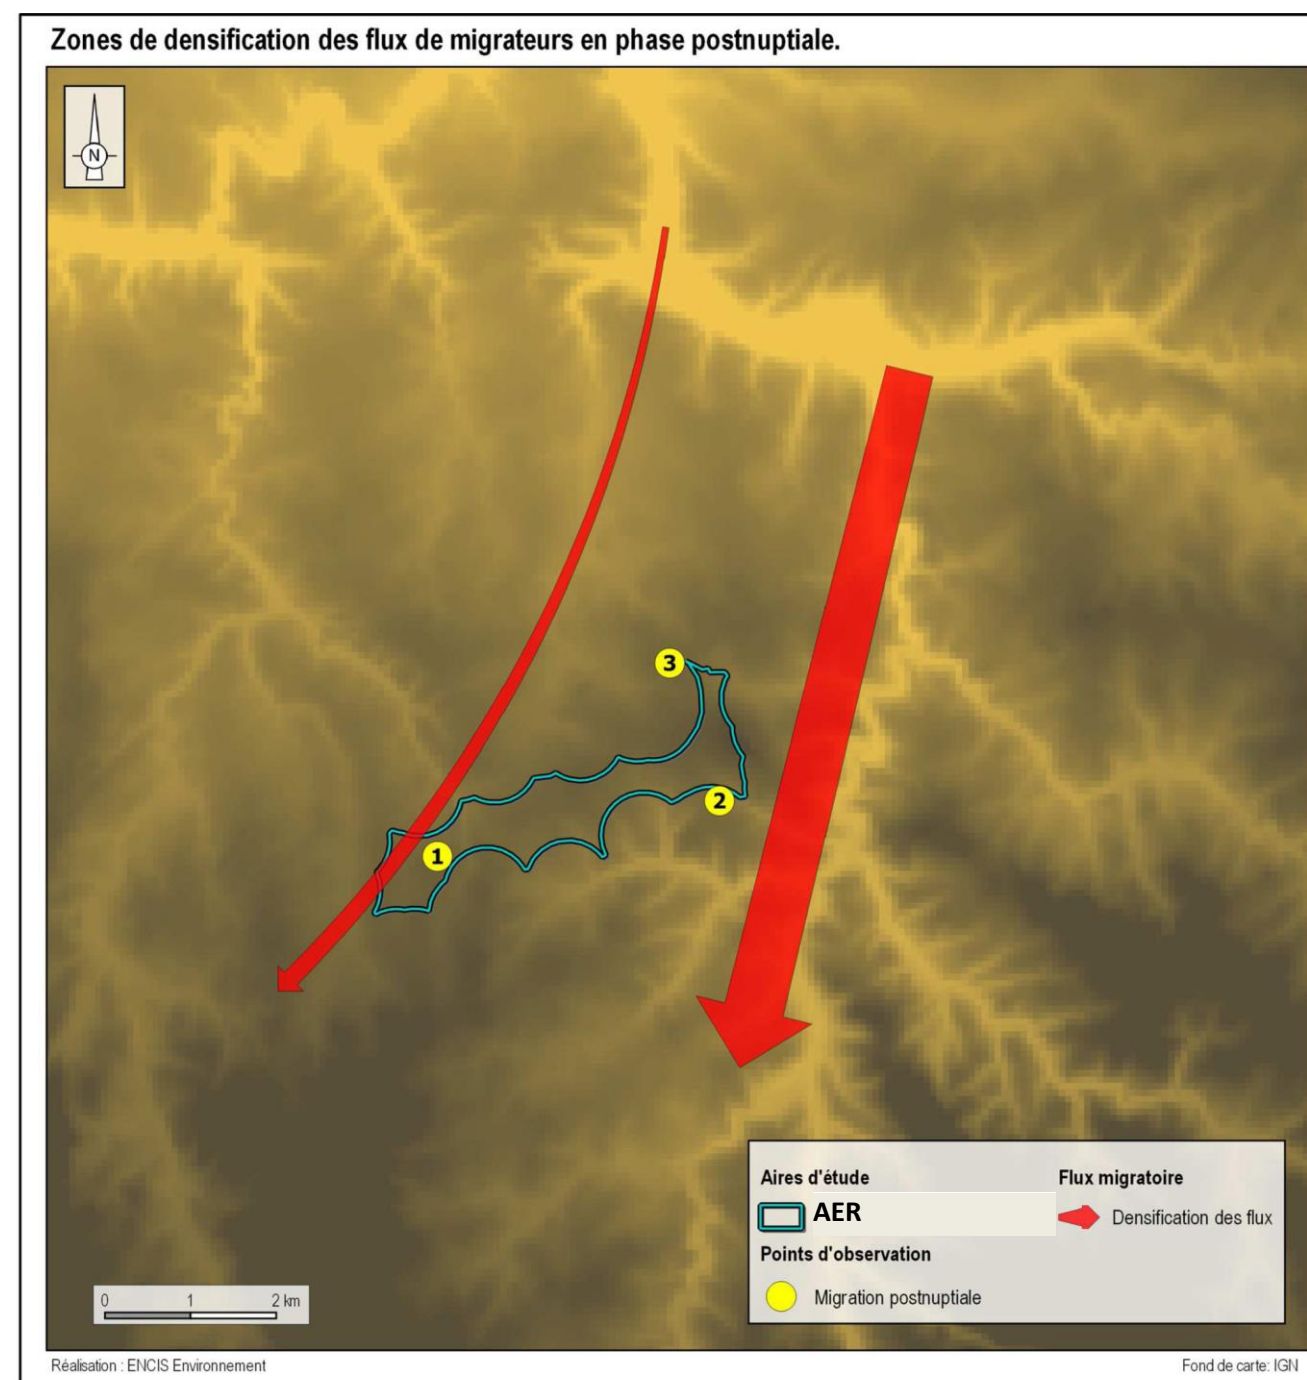 Zones de densification des flux de migrateurs en phase postnuptiale.
N
3
2
1
Aires d'étude
AER
Points d'observation
Migration postnuptiale
Flux migratoire
Densification des flux
0 1 2 km
Réalisation : ENCIS Environnement
Fond de carte: IGN